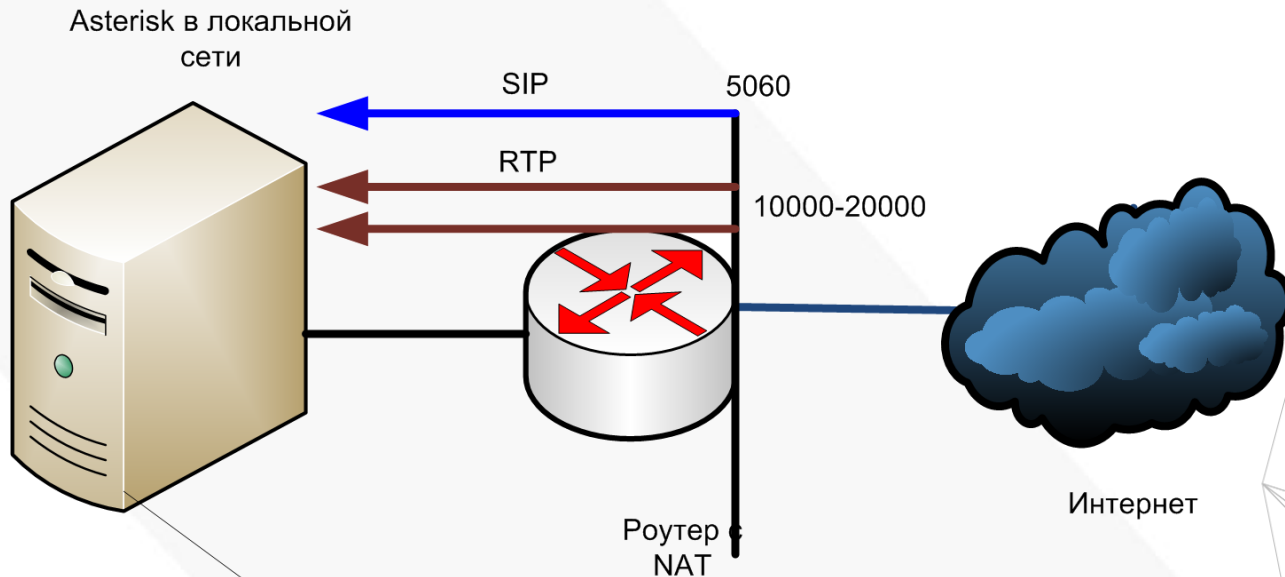 Asterisk в локальной
сети
SIP
5060
RTP
10000-20000
Интернет
Роутер с
NAT